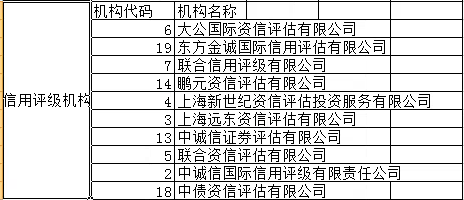 机构代码 机构名称
6 大公国际资信评估有限公司
19 东方金诚国际信用评估有限公司
7 联合信用评级有限公司
14 鹏元资信评估有限公司
信用评级机构 4 上海新世纪资信评估投资服务有限公司
3 上海远东资信评估有限公司
13 中诚信证券评估有限公司
5 联合资信评估有限公司
2 中诚信国际信用评级有限责任公司
18 中债资信评估有限公司